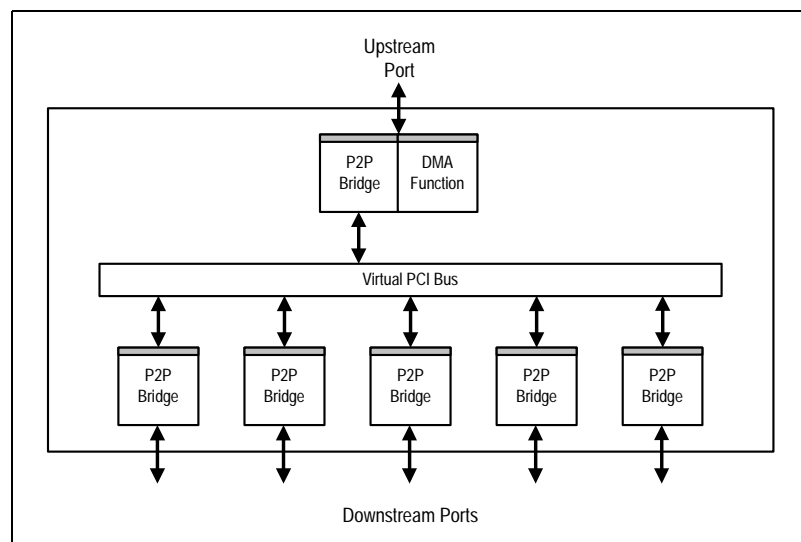 Upstream
Port
P2P
Bridge
DMA
Function
Virtual PCI Bus
P2P
Bridge
P2P
Bridge
P2P
Bridge
P2P
Bridge
P2P
Bridge
Downstream Ports